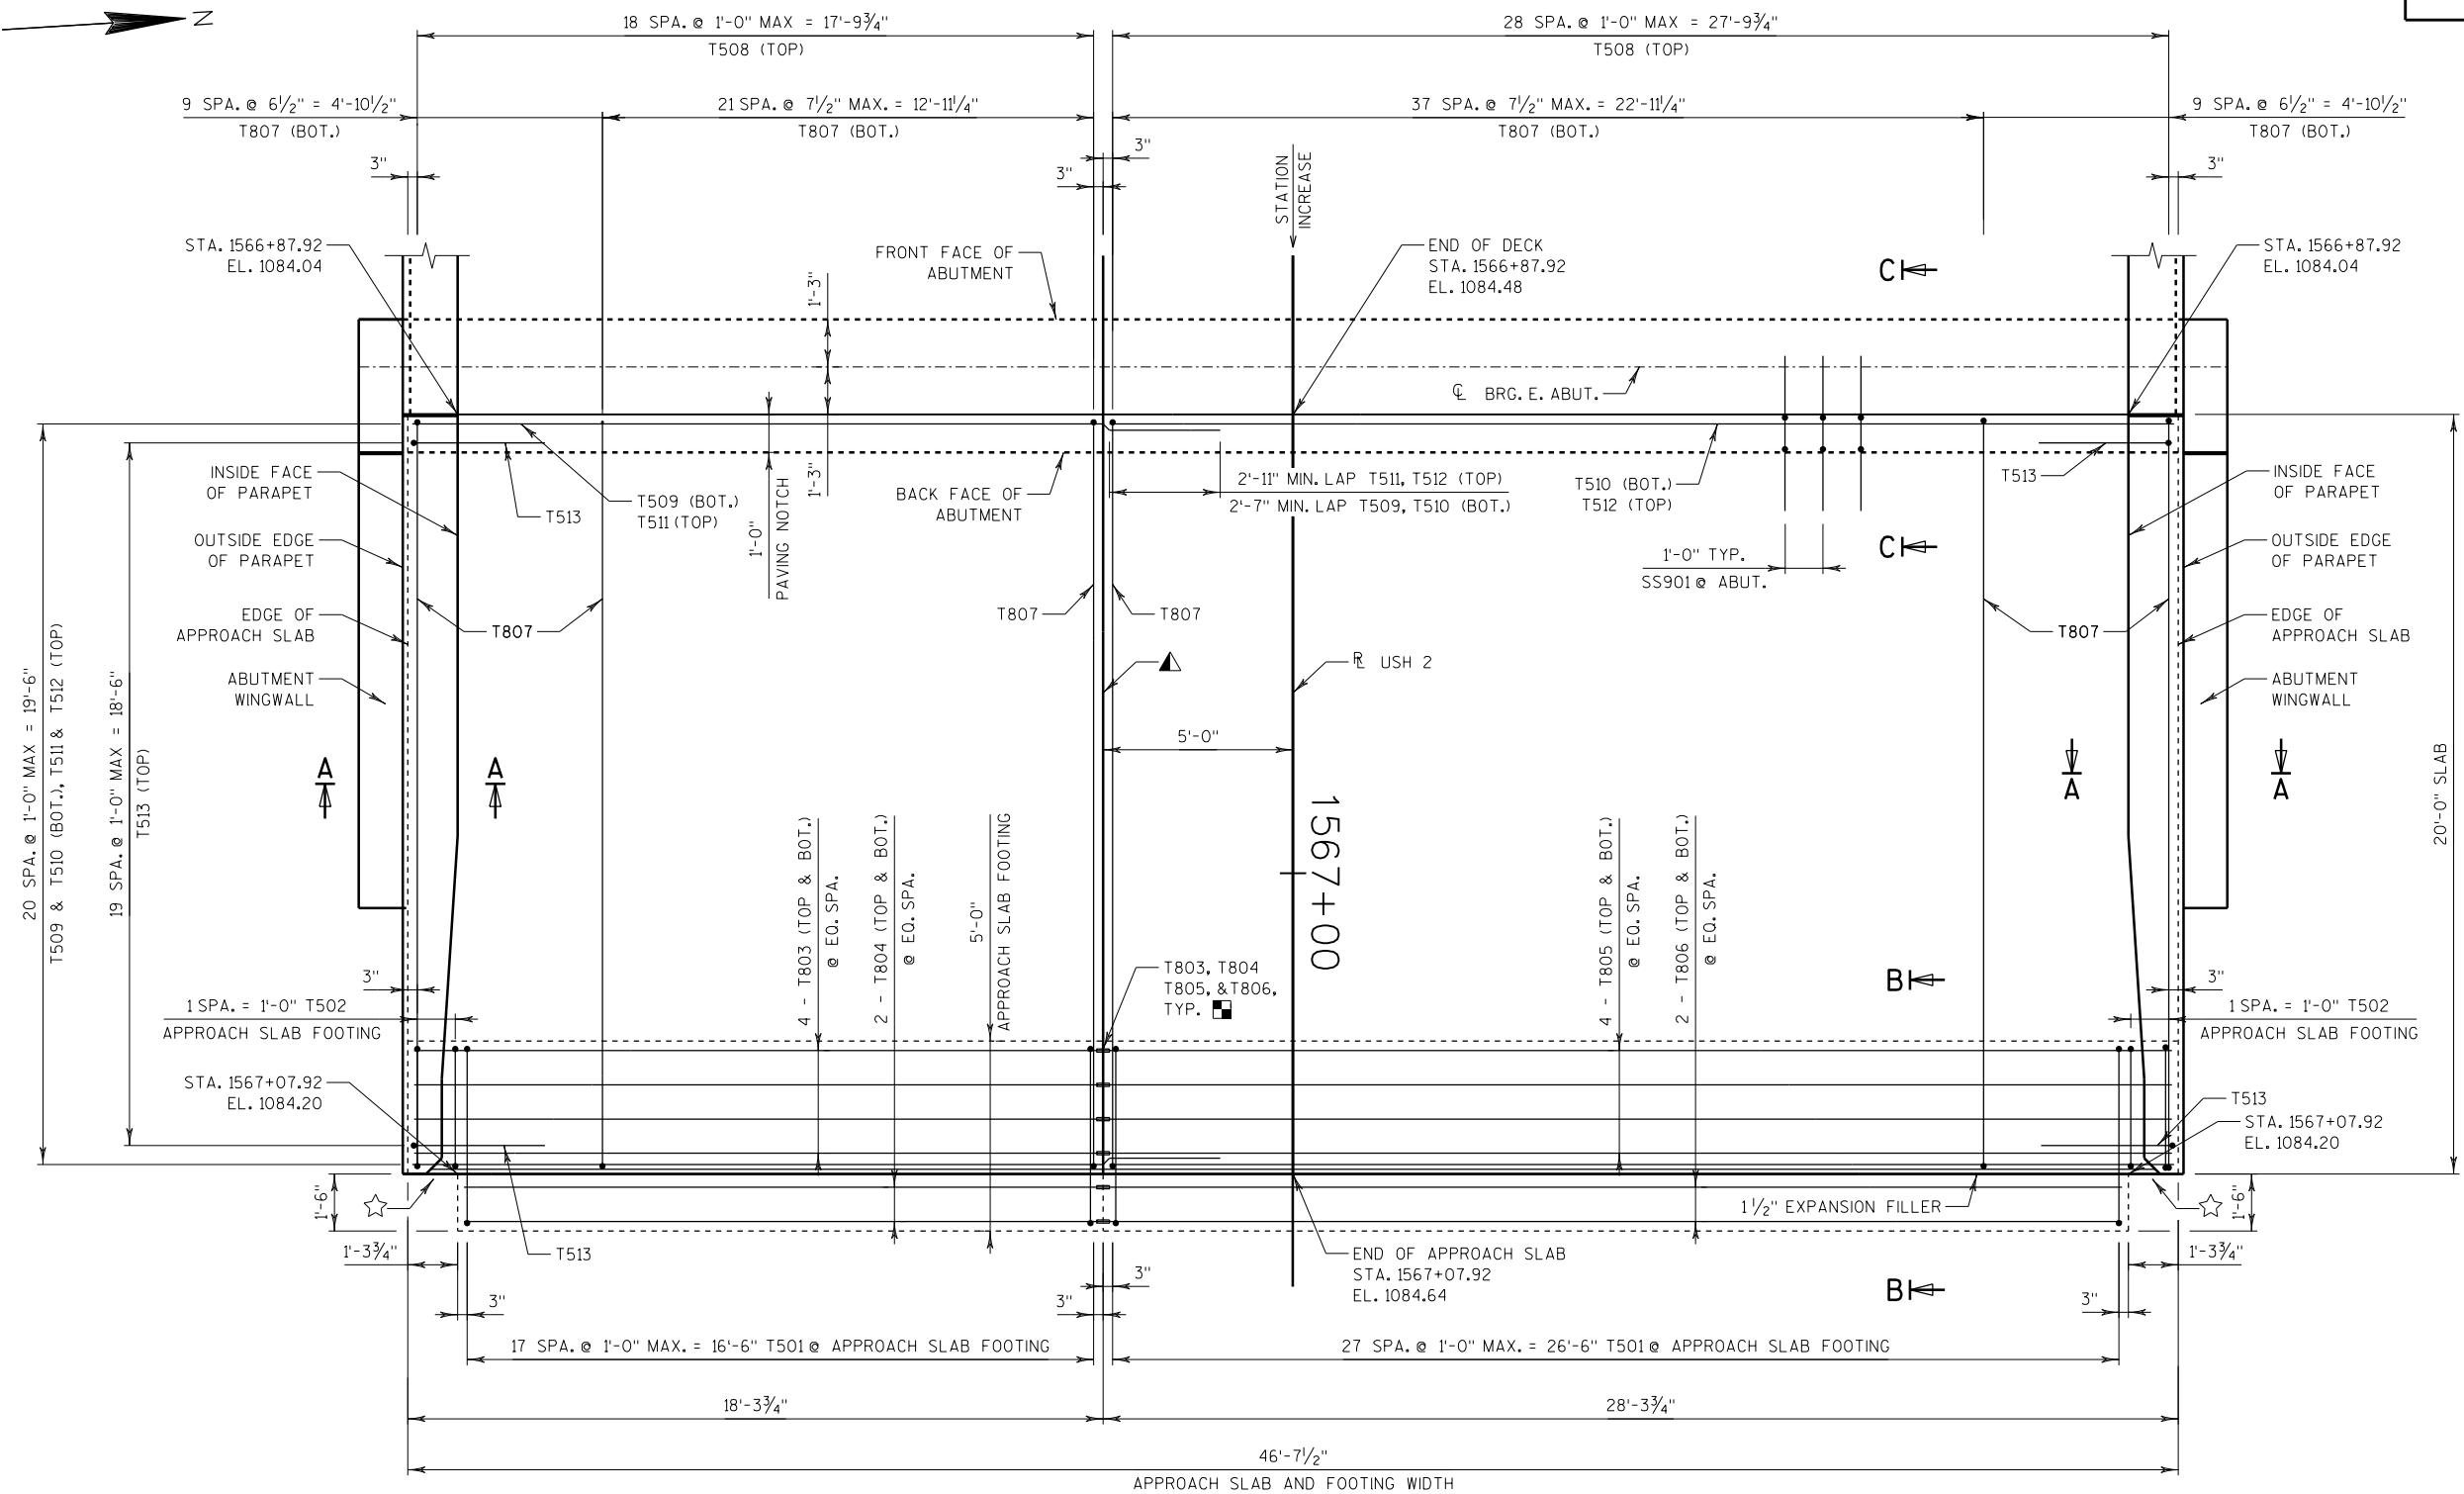 N
18 SPA. @ 1'-0" MAX = 17'-9¾"
T508 (TOP)
28 SPA. @ 1'-0" MAX = 27'-9¾"
T508 (TOP)
9 SPA. @ 6½" = 4'-10½"
T807 (BOT.)
21 SPA. @ 7½" MAX. = 12'-11¼"
T807 (BOT.)
37 SPA. @ 7½" MAX. = 22'-11¼"
T807 (BOT.)
9 SPA. @ 6½" = 4'-10½"
T807 (BOT.)
3"
3"
3"
3"
STATION
INCREASE
STA. 1566+87.92
EL. 1084.04
FRONT FACE OF
ABUTMENT
END OF DECK
STA. 1566+87.92
EL. 1084.48
C
STA. 1566+87.92
EL. 1084.04
1'-3"
℄ BRG. E. ABUT.
INSIDE FACE
OF PARAPET
T509 (BOT.)
T511 (TOP)
T513
1'-0"
PAVING NOTCH
1'-3"
BACK FACE OF
ABUTMENT
2'-11" MIN. LAP T511, T512 (TOP)
2'-7" MIN. LAP T509, T510 (BOT.)
T510 (BOT.)
T512 (TOP)
T513
INSIDE FACE
OF PARAPET
OUTSIDE EDGE
OF PARAPET
1'-0" TYP.
SS901 @ ABUT.
C
OUTSIDE EDGE
OF PARAPET
EDGE OF
APPROACH SLAB
T807
T807
T807
T807
EDGE OF
APPROACH SLAB
ABUTMENT
WINGWALL
℞ USH 2
ABUTMENT
WINGWALL
20 SPA. @ 1'-0" MAX = 19'-6"
T509 & T510 (BOT.), T511 & T512 (TOP)
19 SPA. @ 1'-0" MAX = 18'-6"
T513 (TOP)
5'-0"
A
A
A
A
20'-0" SLAB
1567+00
4 - T803 (TOP & BOT.)
@ EQ. SPA.
2 - T804 (TOP & BOT.)
@ EQ. SPA.
5'-0"
APPROACH SLAB FOOTING
4 - T805 (TOP & BOT.)
@ EQ. SPA.
2 - T806 (TOP & BOT.)
@ EQ. SPA.
T803, T804
T805, & T806,
TYP.
B
3"
3"
1 SPA. = 1'-0" T502
APPROACH SLAB FOOTING
1 SPA. = 1'-0" T502
APPROACH SLAB FOOTING
STA. 1567+07.92
EL. 1084.20
T513
STA. 1567+07.92
EL. 1084.20
1'-6"
1'-6"
1 ½" EXPANSION FILLER
1'-3¾"
T513
END OF APPROACH SLAB
STA. 1567+07.92
EL. 1084.64
B
1'-3¾"
3"
3"
3"
3"
17 SPA. @ 1'-0" MAX. = 16'-6" T501 @ APPROACH SLAB FOOTING
27 SPA. @ 1'-0" MAX. = 26'-6" T501 @ APPROACH SLAB FOOTING
18'-3¾"
28'-3¾"
46'-7½"
APPROACH SLAB AND FOOTING WIDTH